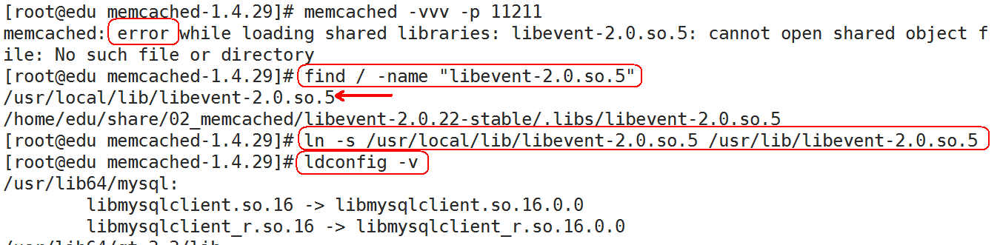 [root@edu memcached-1.4.29]# memcached -vvv -p 11211
memcached: error while loading shared libraries: libevent-2.0.so.5: cannot open shared object f
ile: No such file or directory
[root@edu memcached-1.4.29]# find / -name "libevent-2.0.so.5"
/usr/local/lib/libevent-2.0.so.5
/home/edu/share/02_memcached/libevent-2.0.22-stable/.libs/libevent-2.0.so.5
[root@edu memcached-1.4.29]# ln -s /usr/local/lib/libevent-2.0.so.5 /usr/lib/libevent-2.0.so.5
[root@edu memcached-1.4.29]# ldconfig -v
/usr/lib64/mysql:
libmysqlclient.so.16 -> libmysqlclient.so.16.0.0
libmysqlclient_r.so.16 -> libmysqlclient_r.so.16.0.0